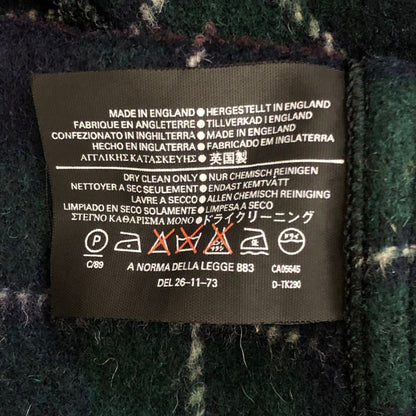 MADE IN ENGLAND ● HERGESTELLT IN ENGLAND
FABRIQUE EN ANGLETERRE ● TILLVERKAD I ENGLAND
CONFEZIONATO IN INGHILTERRA ● MADE IN ENGELAND
HECHO EN INGLATERRA ● FABRICADO EM INGLATERRA
ΑΓΓΛΙΚΗΣ ΚΑΤΑΣΚΕΥΗΣ ● 英国製
DRY CLEAN ONLY ● NUR CHEMISCH REINIGEN
NETTOYER A SEC SEULEMENT ● ENDAST KEMTVÄTT
LAVRE A SECCO ● ALLEN CHEMISCH REINIGING
LIMPIADO EN SECO SOLAMENTE ● LIMPESA A SECO
ΣΤΕΓΝΟ ΚΑΘΑΡΙΣΜΑ ΜΟΝΟ ● ドライクリーニング
P
C/89 A NORMA DELLA LEGGE 883 CA05645
DEL 26-11-73 D-TK290